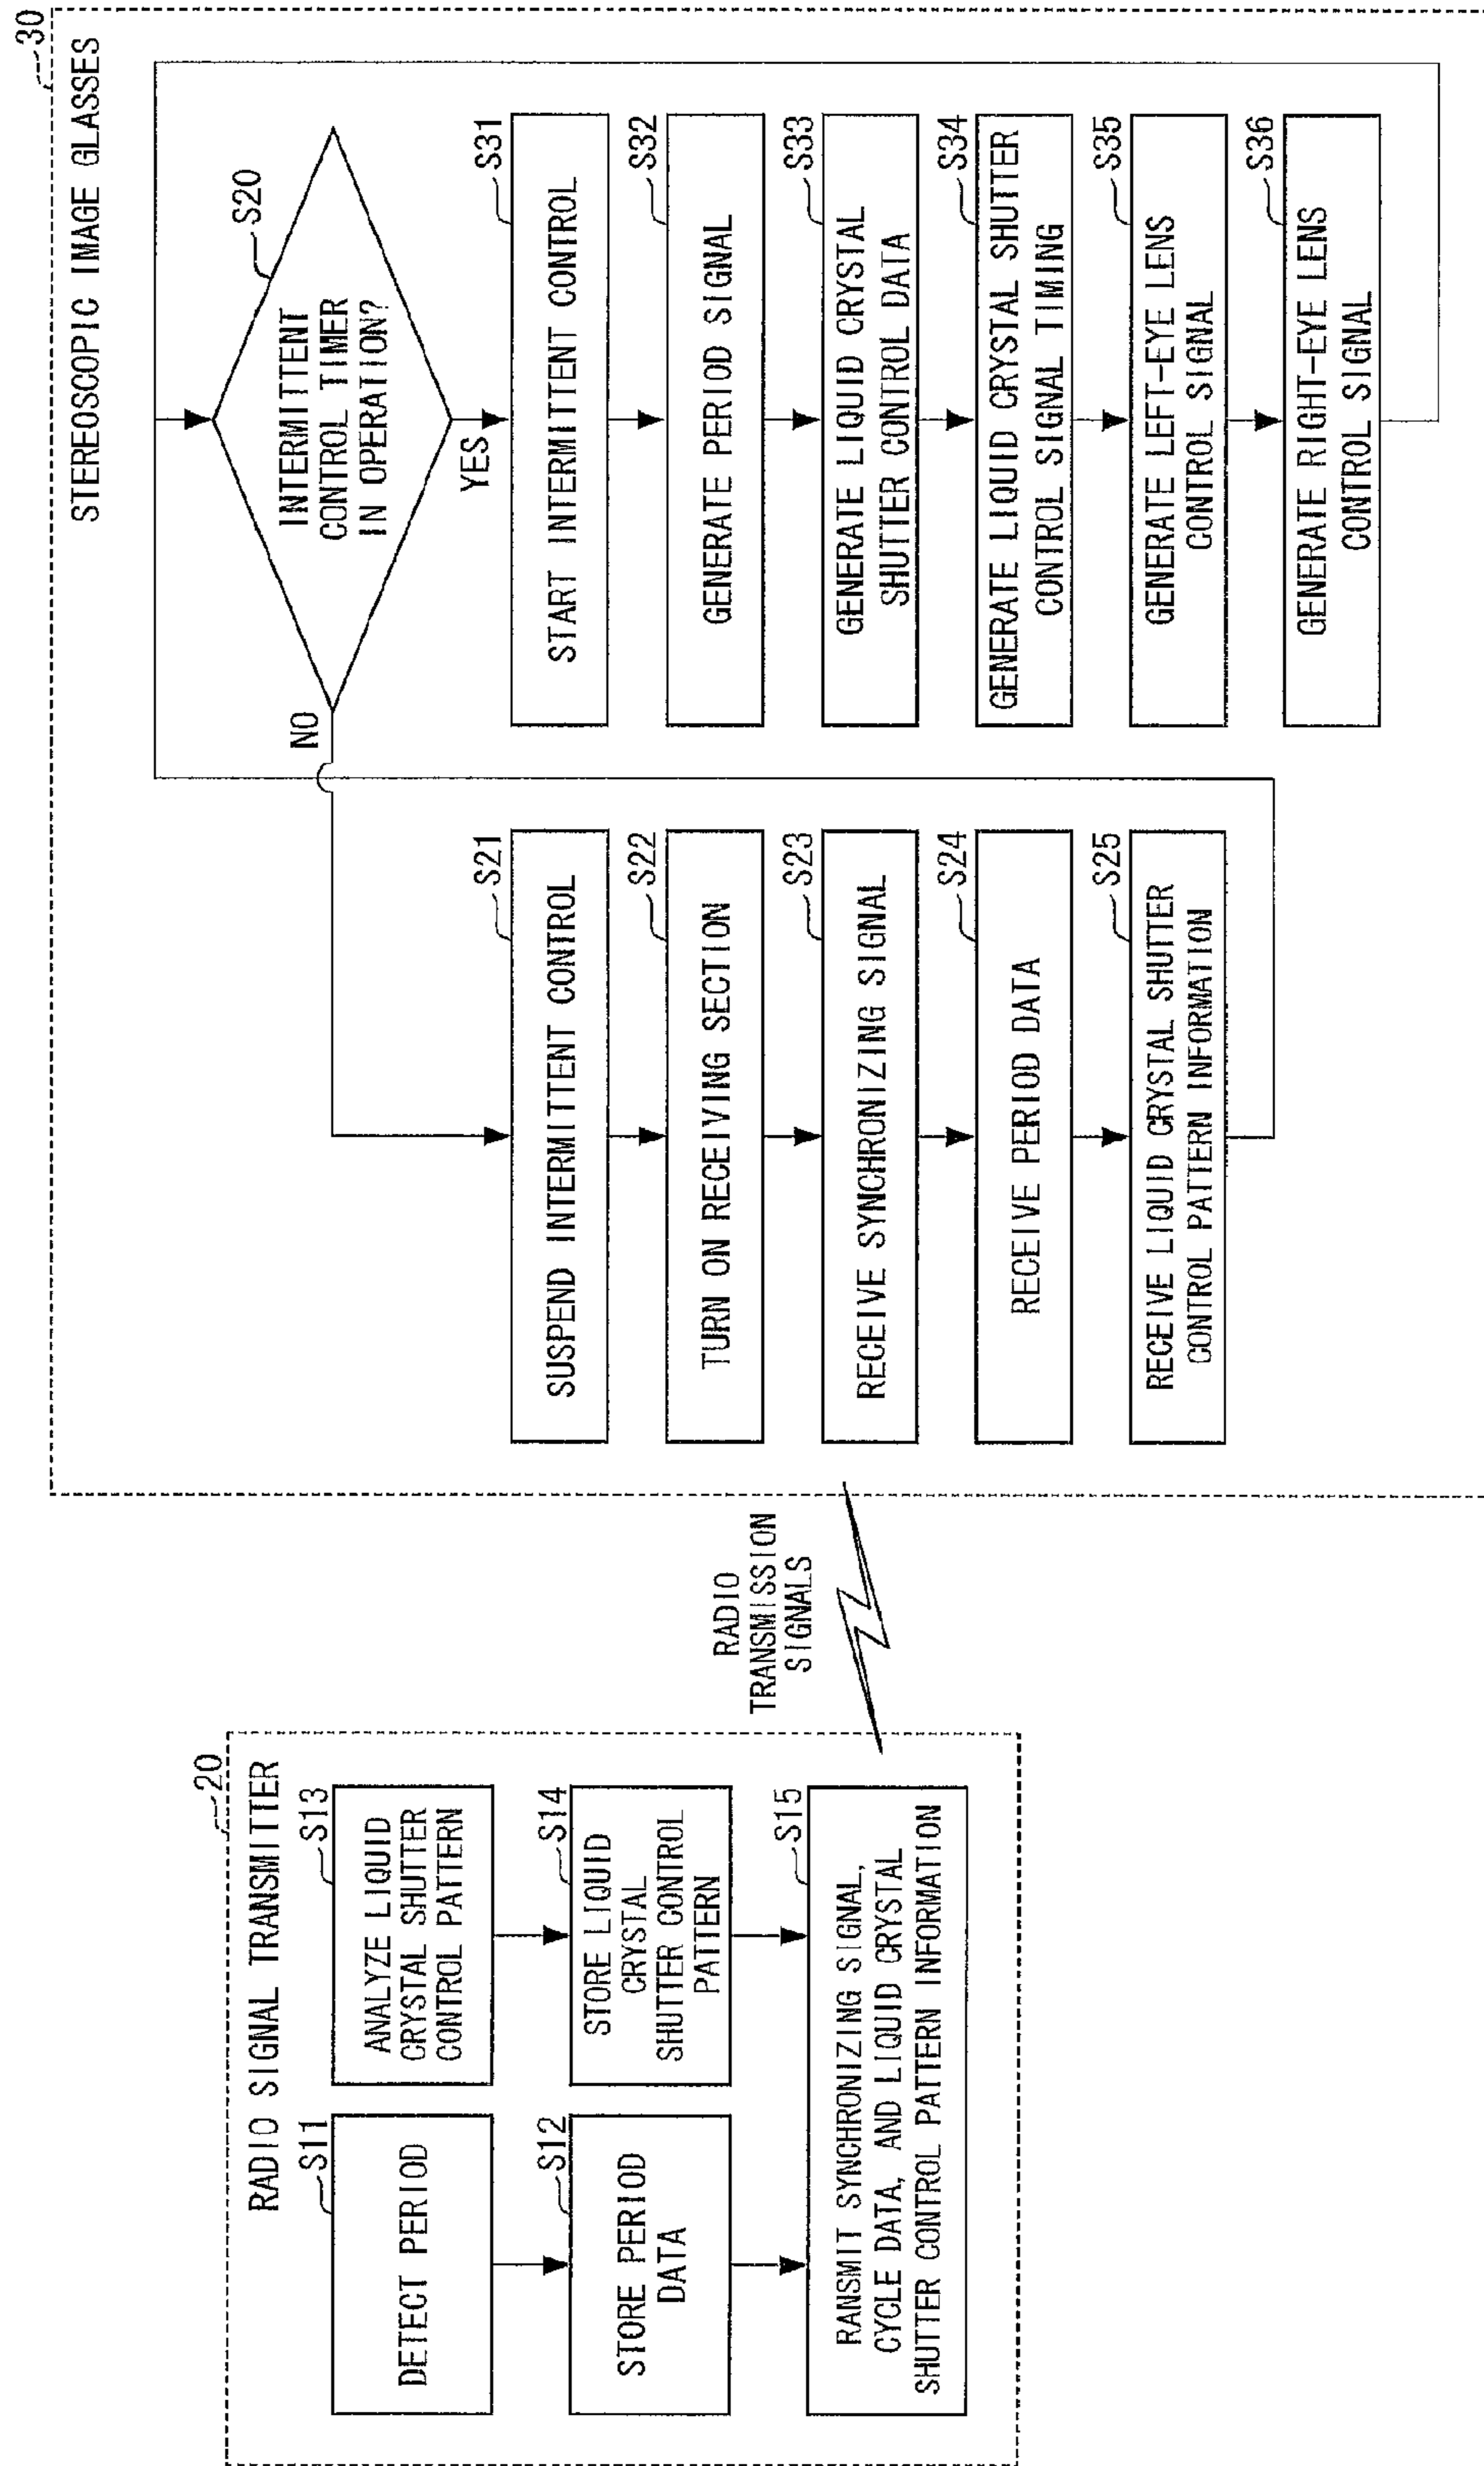 20
RADIO SIGNAL TRANSMITTER
S11
DETECT PERIOD
S12
STORE PERIOD
DATA
S13
ANALYZE LIQUID
CRYSTAL SHUTTER
CONTROL PATTERN
S14
STORE LIQUID
CRYSTAL
SHUTTER CONTROL
PATTERN
S15
RANSMIT SYNCHRONIZING SIGNAL,
CYCLE DATA, AND LIQUID CRYSTAL
SHUTTER CONTROL PATTERN INFORMATION
RADIO
TRANSMISSION
SIGNALS
30
STEREOSCOPIC IMAGE GLASSES
S20
INTERMITTENT
CONTROL TIMER
IN OPERATION?
NO
YES
S21
SUSPEND INTERMITTENT CONTROL
S22
TURN ON RECEIVING SECTION
S23
RECEIVE SYNCHRONIZING SIGNAL
S24
RECEIVE PERIOD DATA
S25
RECEIVE LIQUID CRYSTAL SHUTTER
CONTROL PATTERN INFORMATION
S31
START INTERMITTENT CONTROL
S32
GENERATE PERIOD SIGNAL
S33
GENERATE LIQUID CRYSTAL
SHUTTER CONTROL DATA
S34
GENERATE LIQUID CRYSTAL SHUTTER
CONTROL SIGNAL TIMING
S35
GENERATE LEFT-EYE LENS
CONTROL SIGNAL
S36
GENERATE RIGHT-EYE LENS
CONTROL SIGNAL